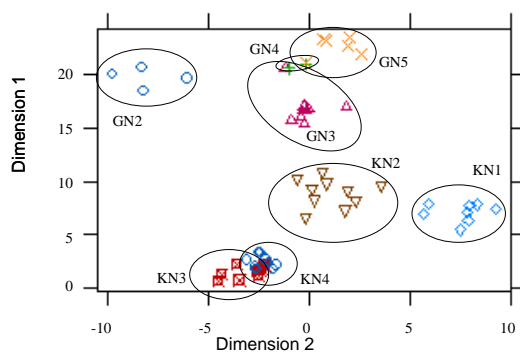 GN4
GN5
20
GN2
Dimension 1
15
GN3
10
KN2
KN1
5
KN3
KN4
0
-10
-5
0
5
10
Dimension 2